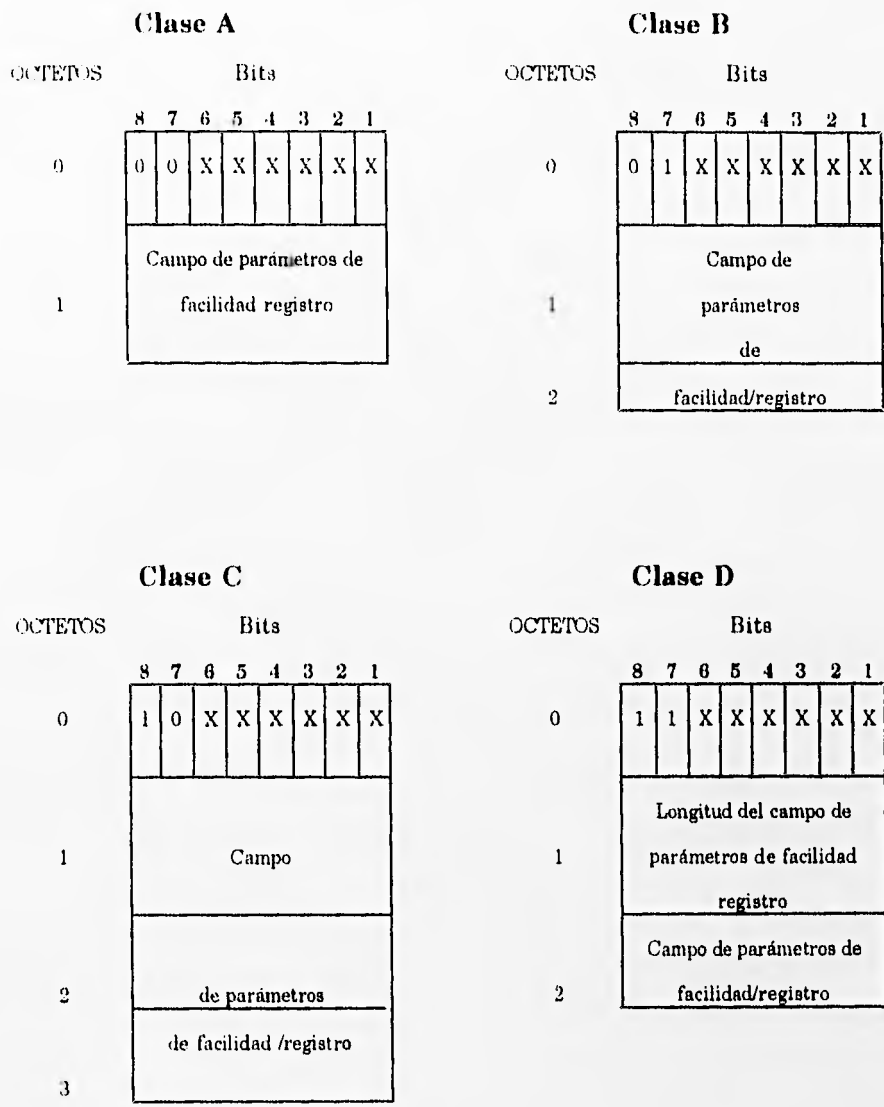 Clase A
OCTETOS Bits
8 7 6 5 4 3 2 1
0 0 0 X X X X X X
Campo de parámetros de
1 facilidad registro
Clase B
OCTETOS Bits
8 7 6 5 4 3 2 1
0 0 1 X X X X X X
Campo de
1 parámetros
de
2 facilidad/registro
Clase C
OCTETOS Bits
8 7 6 5 4 3 2 1
0 1 0 X X X X X X
1 Campo
2 de parámetros
de facilidad /registro
3
Clase D
OCTETOS Bits
8 7 6 5 4 3 2 1
0 1 1 X X X X X X
Longitud del campo de
1 parámetros de facilidad
registro
Campo de parámetros de
2 facilidad/registro